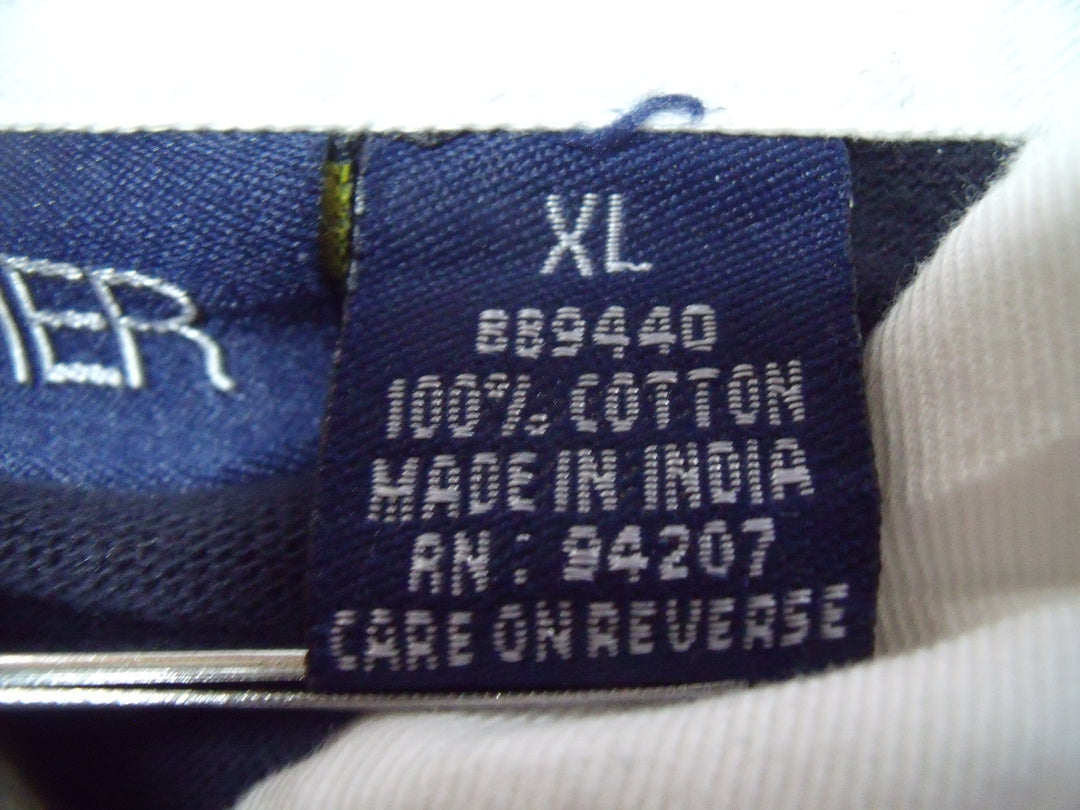 XL
BB9440
100% COTTON
MADE IN INDIA
RN : 94207
CARE ON REVERSE